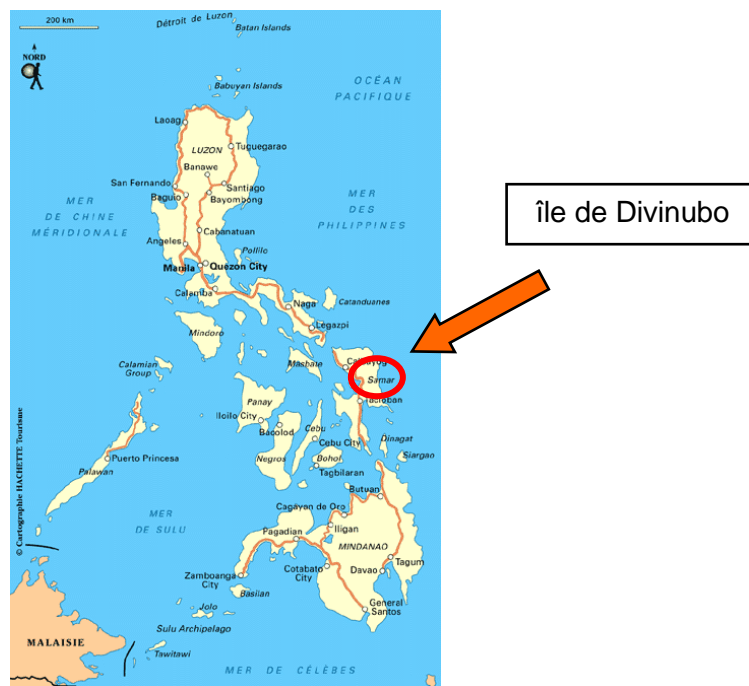 200 km
Détroit de Luzon
Batan Islands
NORD
Babuyan Islands
OCÉAN
PACIFIQUE
Laoag
LUZON
Tuguegarao
Banawe
San Fernando
Santiago
Baguio
Bayombong
MER
DE CHINE
MÉRIDIONALE
MER
DES
PHILIPPINES
île de Divinubo
Cabanatuan
Angeles
Polillo
Manila
Quezon City
Calamba
Naga
Catanduanes
Légazpi
Mindoro
Masbate
Calamian
Group
Samar
Panay
Iloilo City
Bacolod
Cebu
Cebu City
Dinagat
Siargao
Negros
Bohol
Tagbilaran
Puerto Princesa
Palawan
Butuan
Cagayan de Oro
MER
DE SULU
Iligan
Pagadian
MINDANAO
Zamboanga
City
Cotabato
City
Davao
Tagum
Basilan
General
Santos
Jolo
Sulu Archipelago
MALAISIE
Tawitawi
MER DE CÉLÈBES
© Cartographie HACHETTE Tourisme